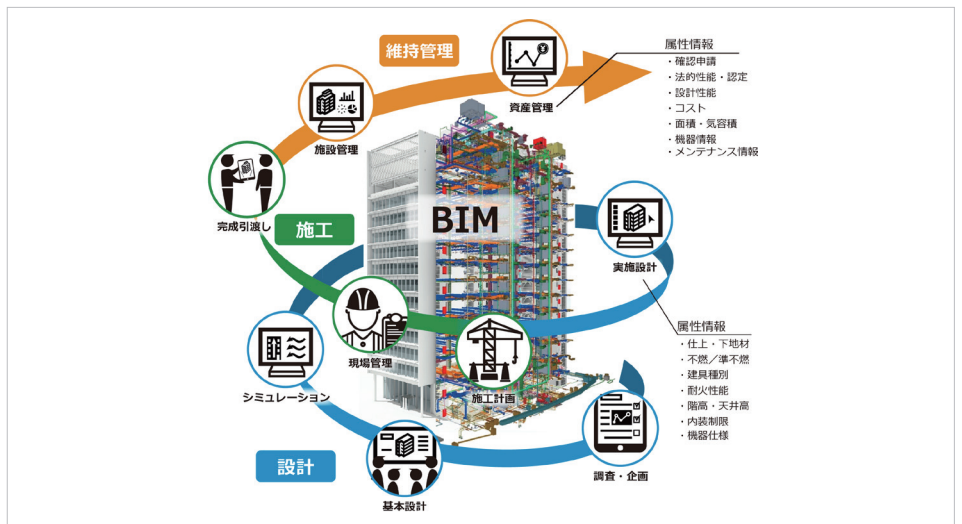 維持管理
資産管理
施設管理
属性情報
・確認申請
・法的性能・認定
・設計性能
・コスト
・面積・気容積
・機器情報
・メンテナンス情報
完成引渡し
施工
BIM
実施設計
現場管理
施工計画
シミュレーション
属性情報
・仕上・下地材
・不燃／準不燃
・建具種別
・耐火性能
・階高・天井高
・内装制限
・機器仕様
設計
基本設計
調査・企画